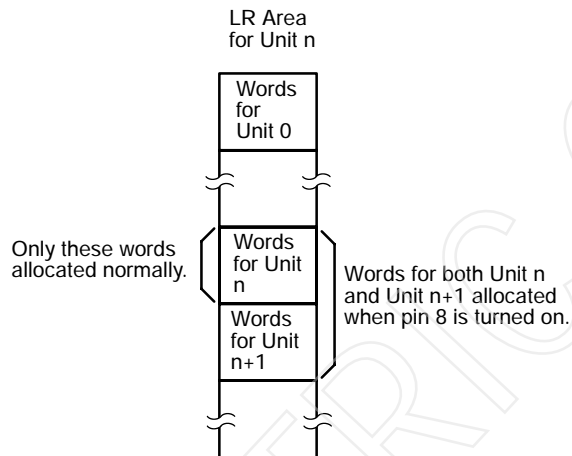 LR Area
for Unit n
Words
for
Unit 0
Only these words
allocated normally.
Words
for Unit
n
Words
for Unit
n+1
Words for both Unit n
and Unit n+1 allocated
when pin 8 is turned on.